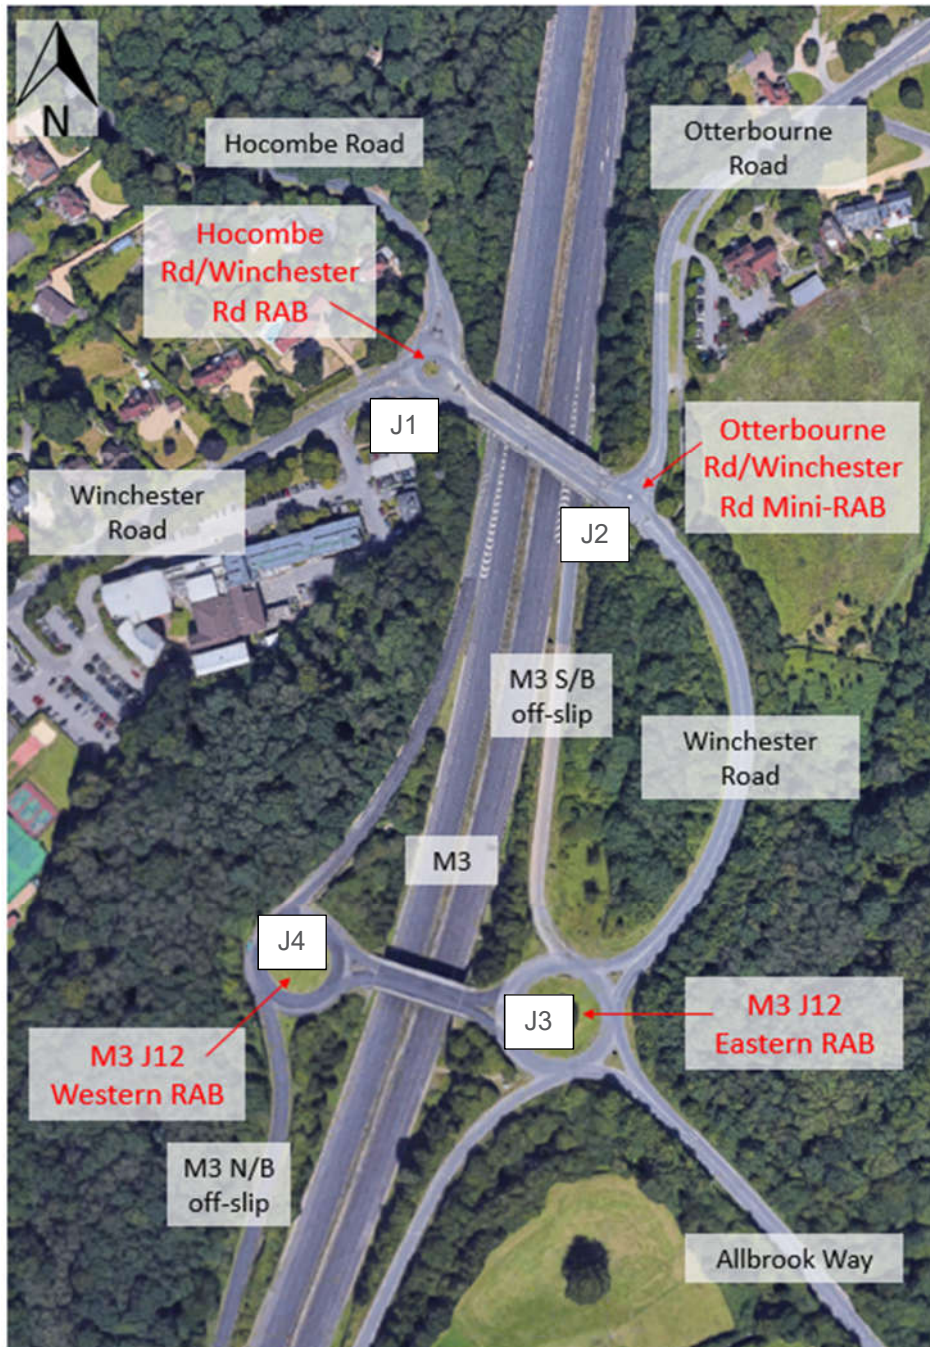 N
Hocombe Road
Otterbourne
Road
Hocombe
Rd/Winchester
Rd RAB
J1
Otterbourne
Rd/Winchester
Rd Mini-RAB
Winchester
Road
J2
M3 S/B
off-slip
Winchester
Road
M3
J4
J3
M3 J12
Eastern RAB
M3 J12
Western RAB
M3 N/B
off-slip
Allbrook Way